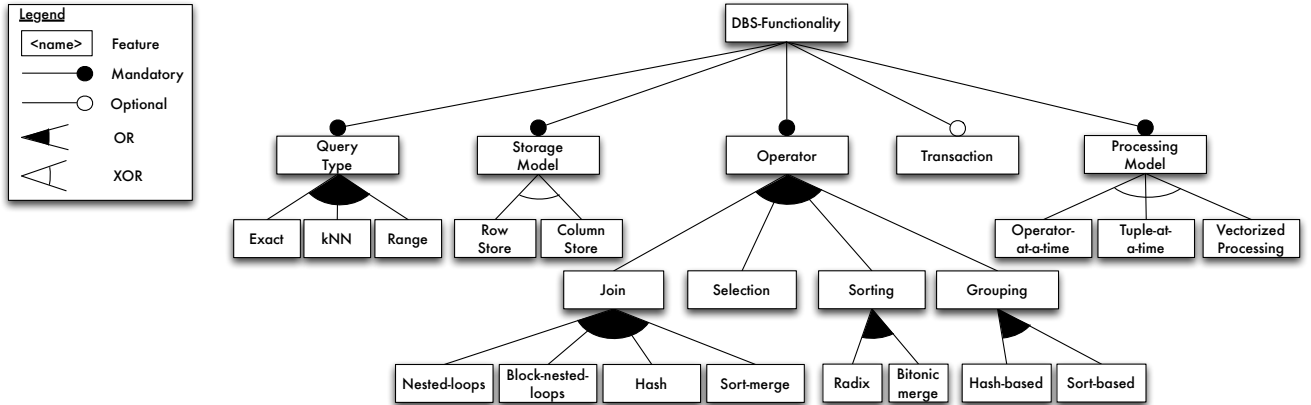 Legend
<name> Feature
Mandatory
Optional
OR
XOR
DBS-Functionality
Query
Type
Storage
Model
Operator
Transaction
Processing
Model
Exact
kNN
Range
Row
Store
Column
Store
Operator-
at-a-time
Tuple-at-
a-time
Vectorized
Processing
Join
Selection
Sorting
Grouping
Nested-loops
Block-nested-
loops
Hash
Sort-merge
Radix
Bitonic
merge
Hash-based
Sort-based